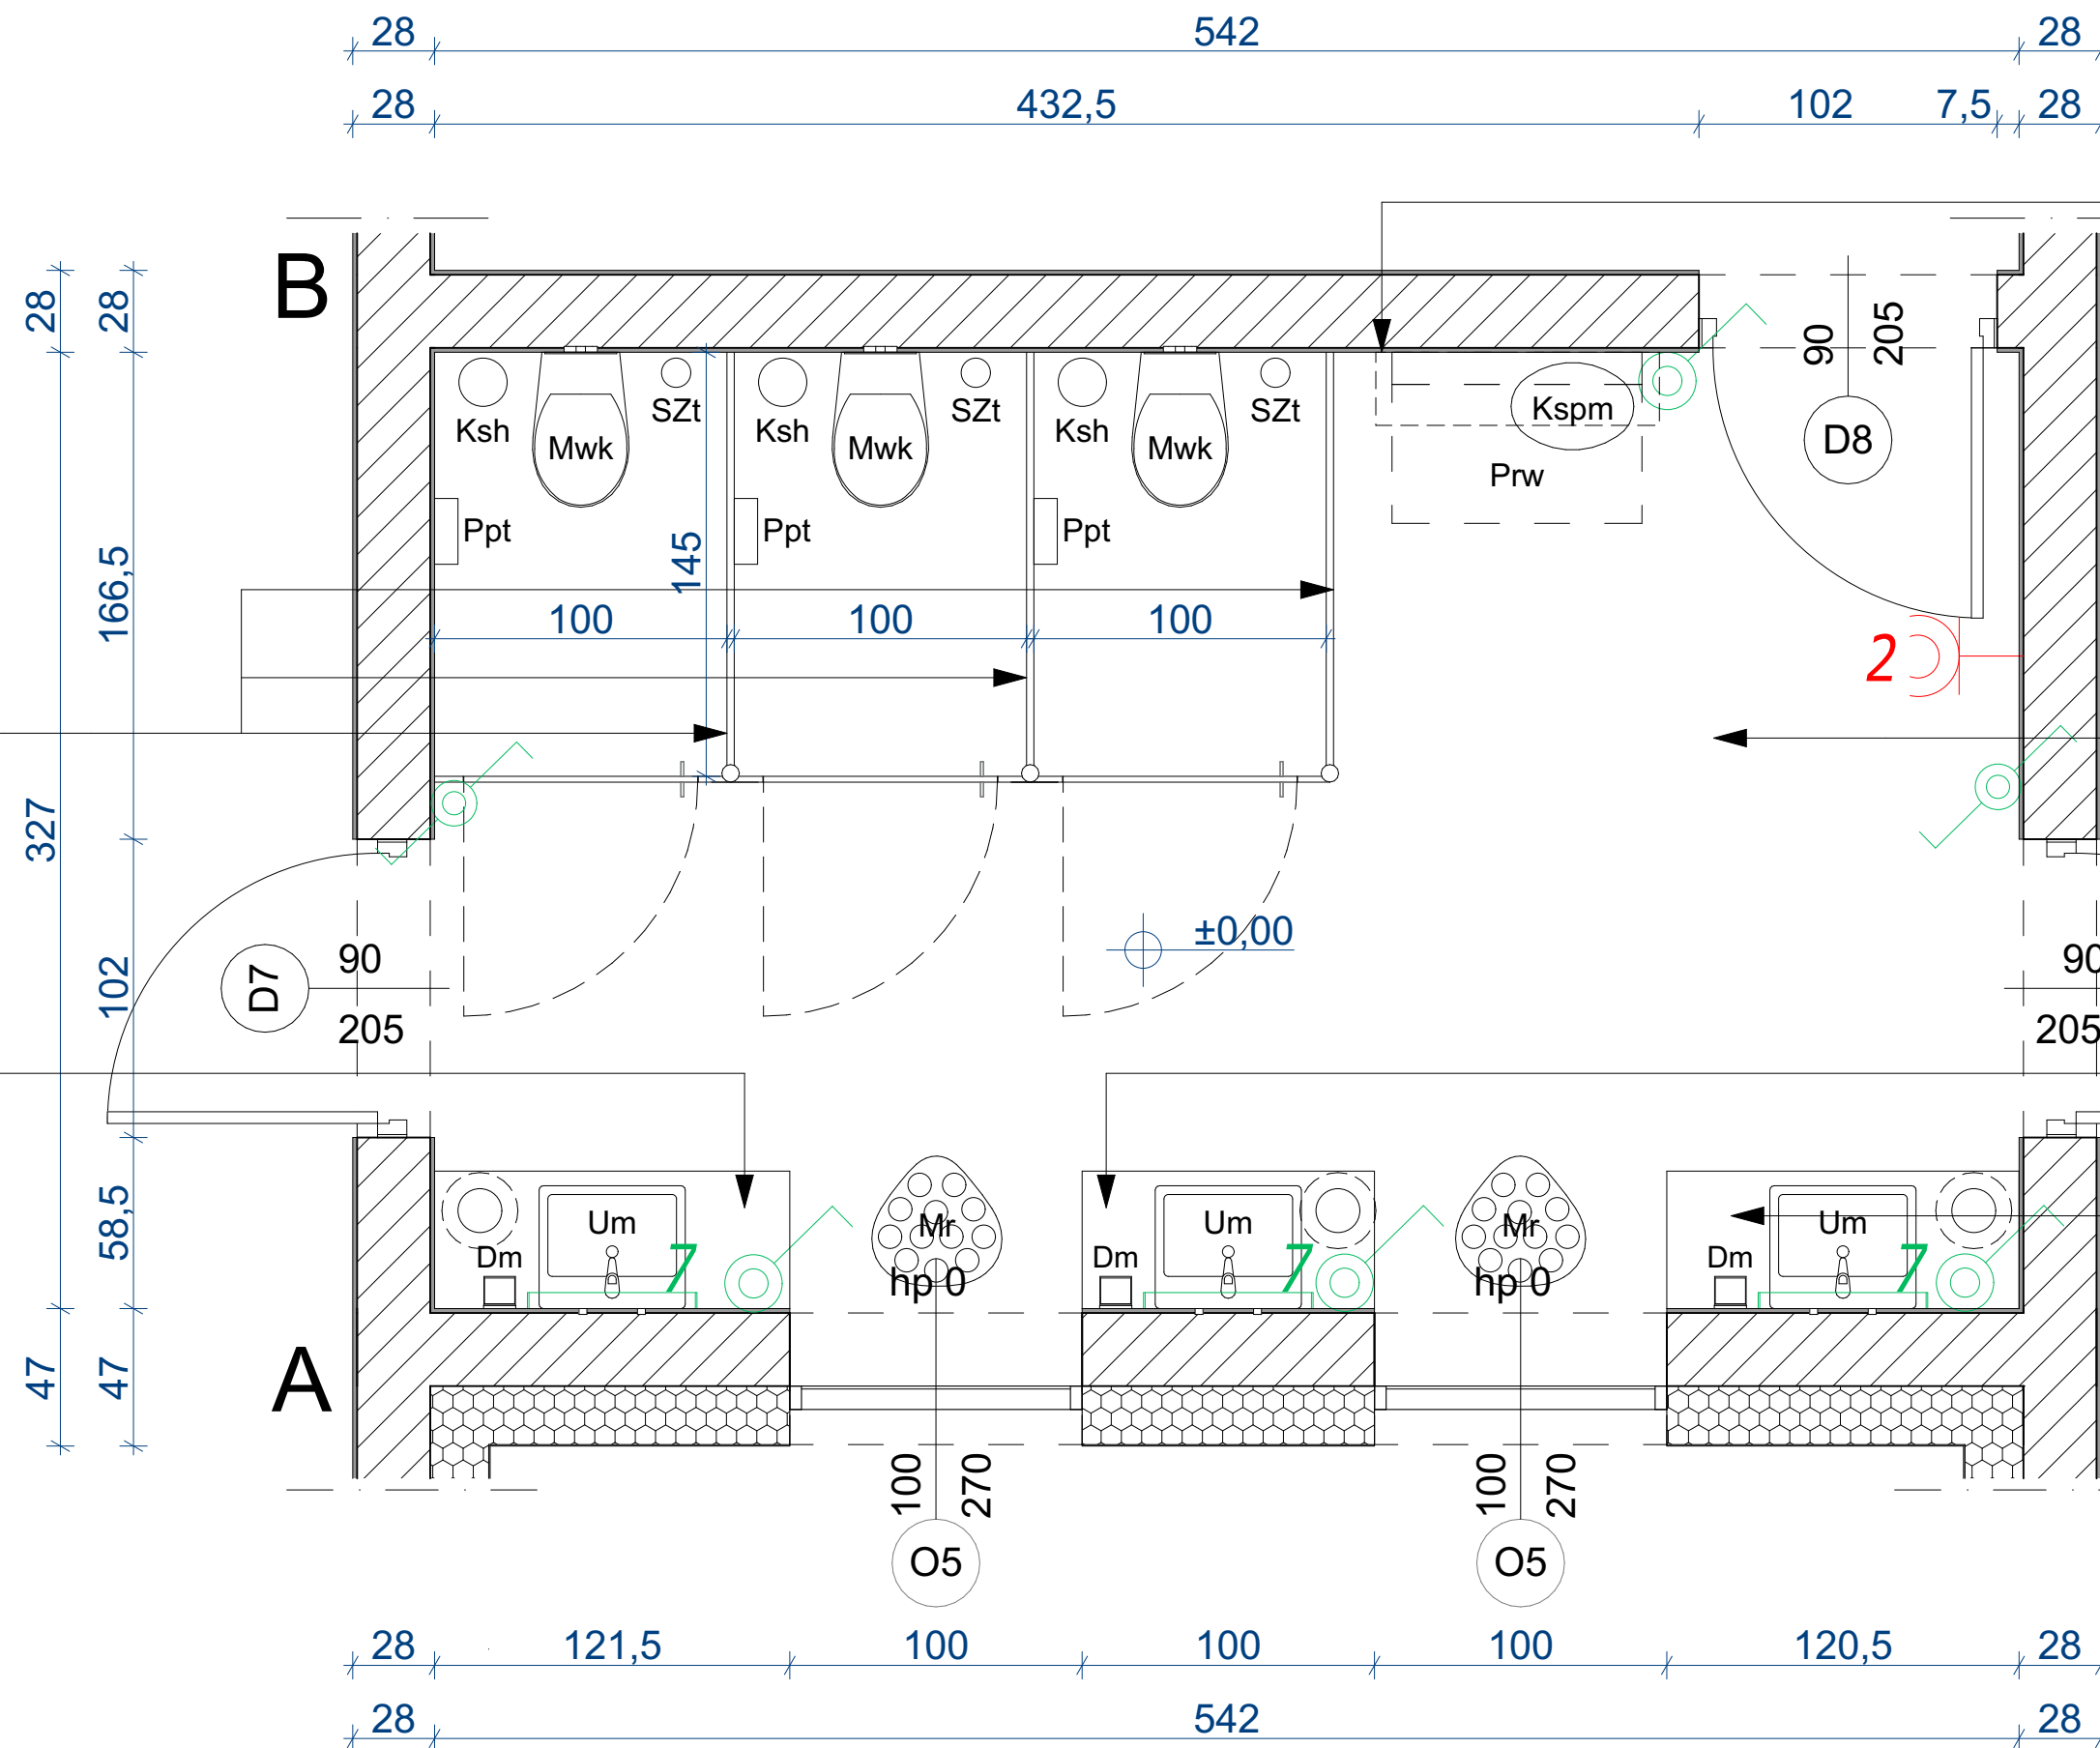 28 542 28
28 432,5 102 7,5 28
B
28 28
90 205
Ksh Mwk SZt Ksh Mwk SZt Ksh Mwk SZt Kspm D8
Prw
Ppt Ppt Ppt
145
166,5
100 100 100
2
327
±0,00
D7 90 90
102
205 205
58,5
Um Mr Um Mr Um
Dm 7 Dm 7 Dm 7
hp 0 hp 0
A
47 47
100 270 100 270
O5 O5
28 121,5 100 100 100 120,5 28
28 542 28